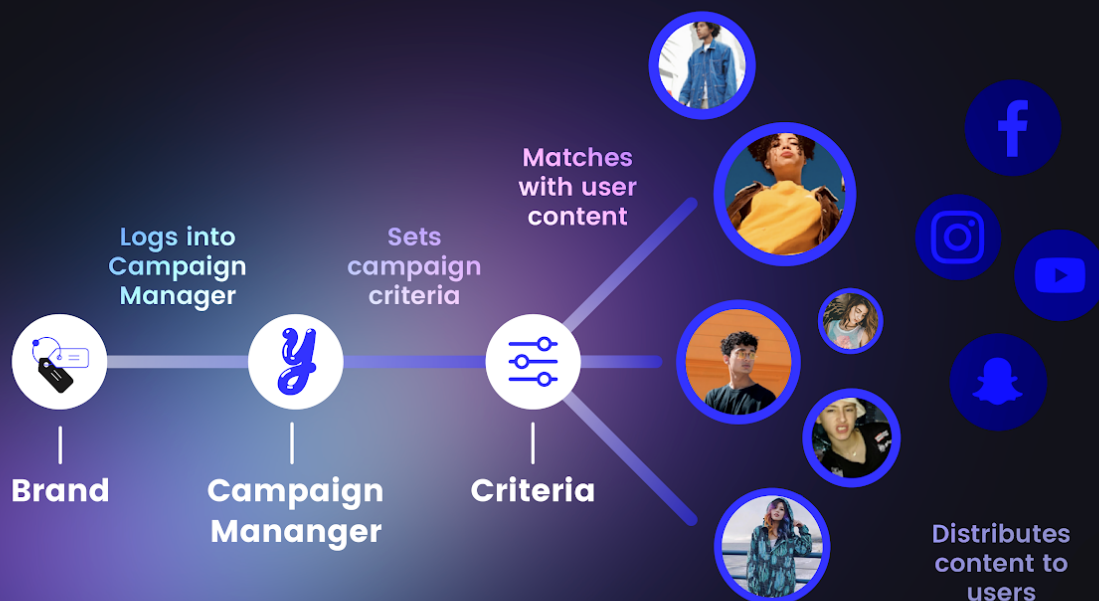 Matches
with user
content
Logs into
Campaign
Manager
Sets
campaign
criteria
y
Brand
Campaign
Mananger
Criteria
Distributes
content to
users